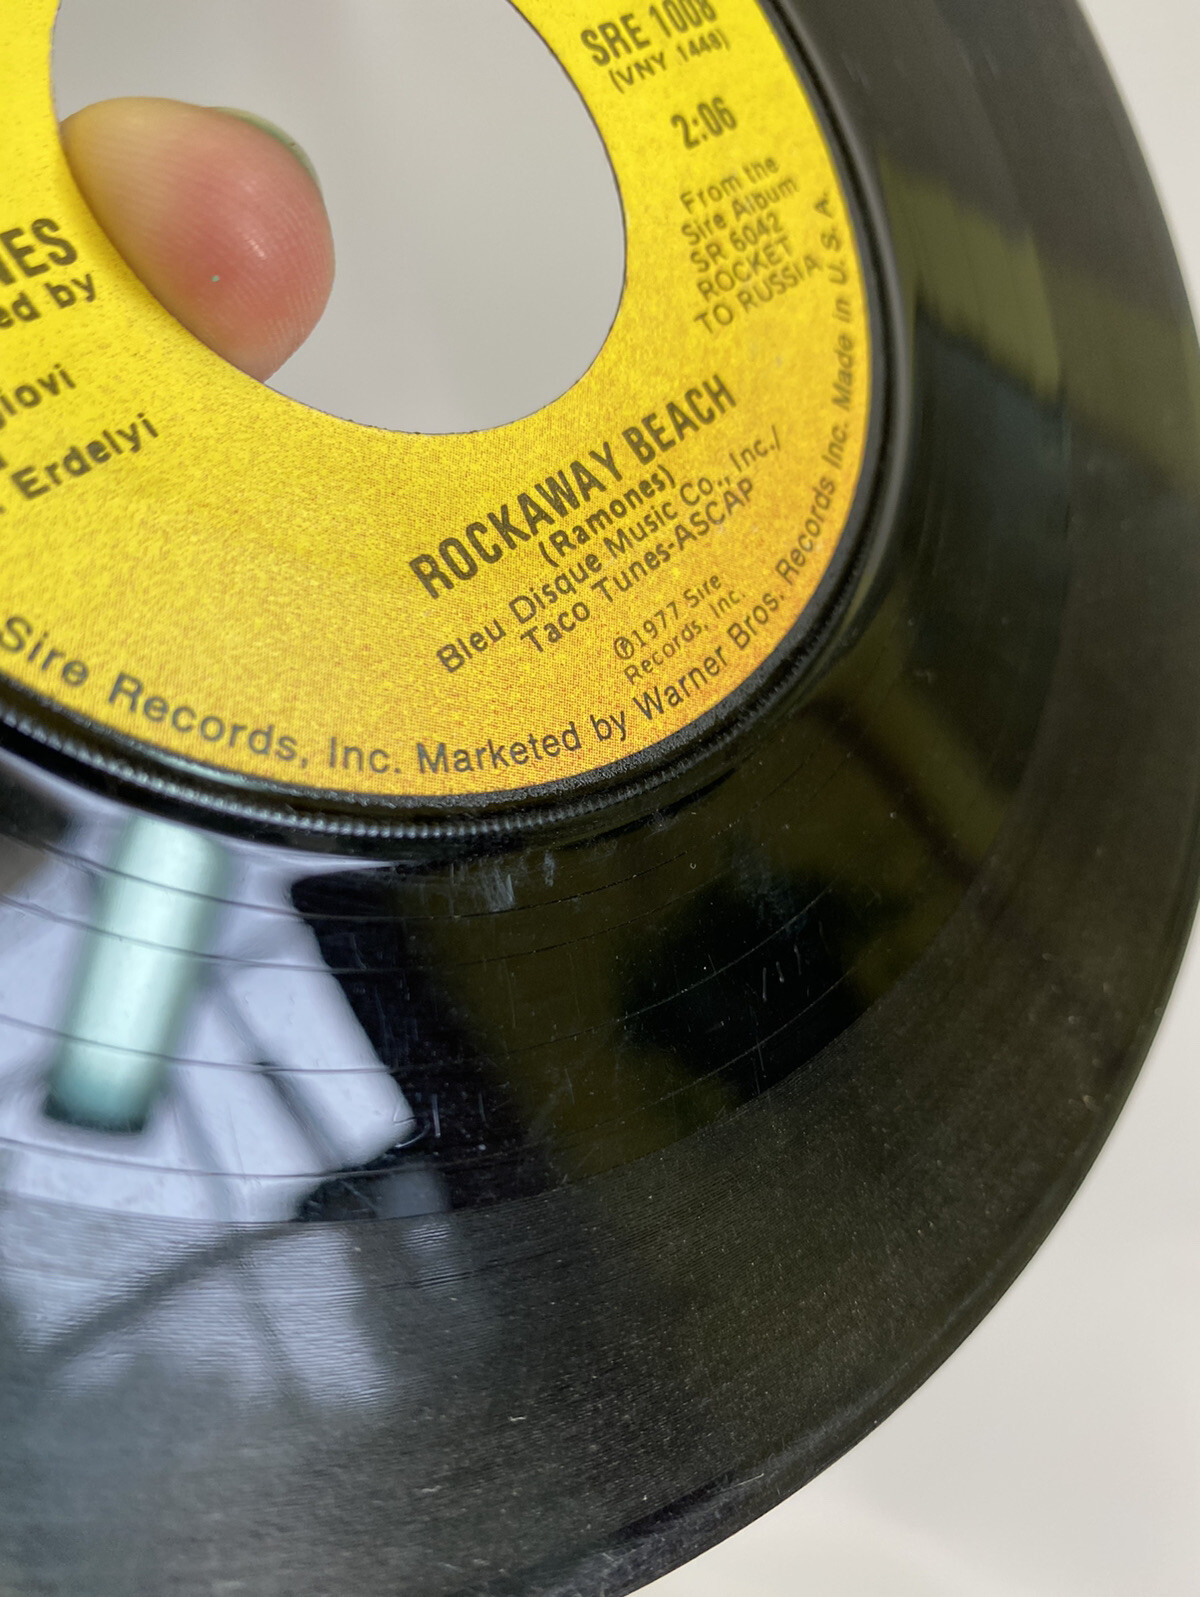 SRE 1008
(VNY 1448)
2:06
From the
Sire Album
SR 6042
ROCKET
TO RUSSIA
NES
ed by
iovi
Erdelyi
ROCKAWAY BEACH
(Ramones)
Bleu Disque Music Co., Inc./
Taco Tunes-ASCAP
℗1977 Sire
Records, Inc.
Sire Records, Inc. Marketed by Warner Bros. Records Inc. Made in U.S.A.